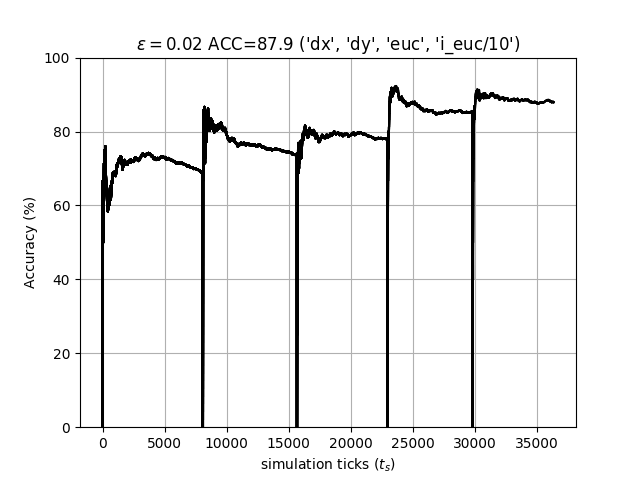 ε = 0.02 ACC=87.9 ('dx', 'dy', 'euc', 'i_euc/10')
100
80
60
40
20
0
Accuracy (%)
0 5000 10000 15000 20000 25000 30000 35000
simulation ticks (tₛ)